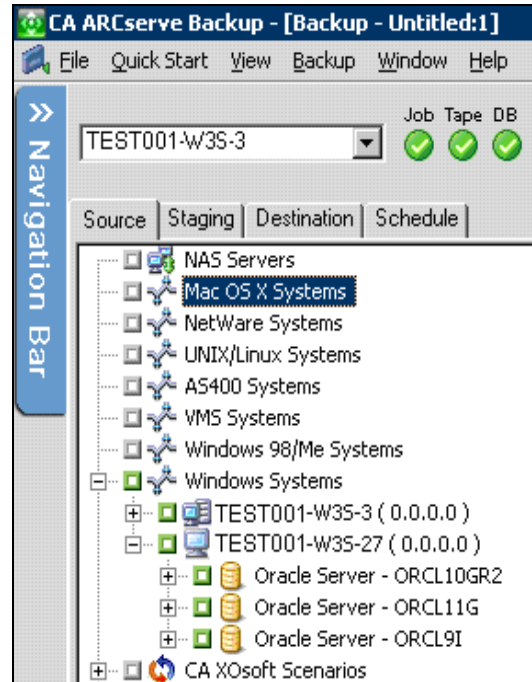 CA ARCserve Backup - [Backup - Untitled:1]
File Quick Start View Backup Window Help
Navigation Bar
TEST001-W3S-3
Job Tape DB
Source Staging Destination Schedule
NAS Servers
Mac OS X Systems
NetWare Systems
UNIX/Linux Systems
AS400 Systems
VMS Systems
Windows 98/Me Systems
Windows Systems
TEST001-W3S-3 ( 0.0.0.0 )
TEST001-W3S-27 ( 0.0.0.0 )
Oracle Server - ORCL10GR2
Oracle Server - ORCL11G
Oracle Server - ORCL9I
CA XOsoft Scenarios